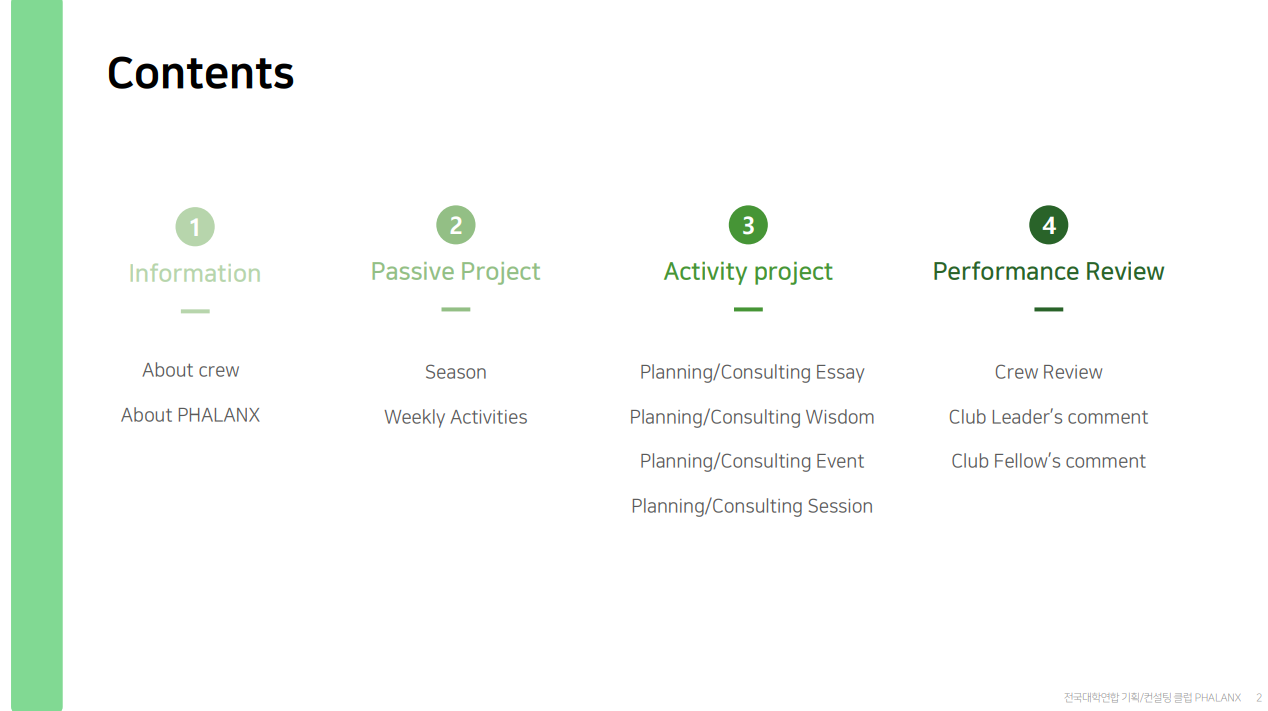 Contents
1
Information
About crew
About PHALANX
2
Passive Project
Season
Weekly Activities
3
Activity project
Planning/Consulting Essay
Planning/Consulting Wisdom
Planning/Consulting Event
Planning/Consulting Session
4
Performance Review
Crew Review
Club Leader's comment
Club Fellow's comment
전국대학연합 기획/컨설팅 클럽 PHALANX 2